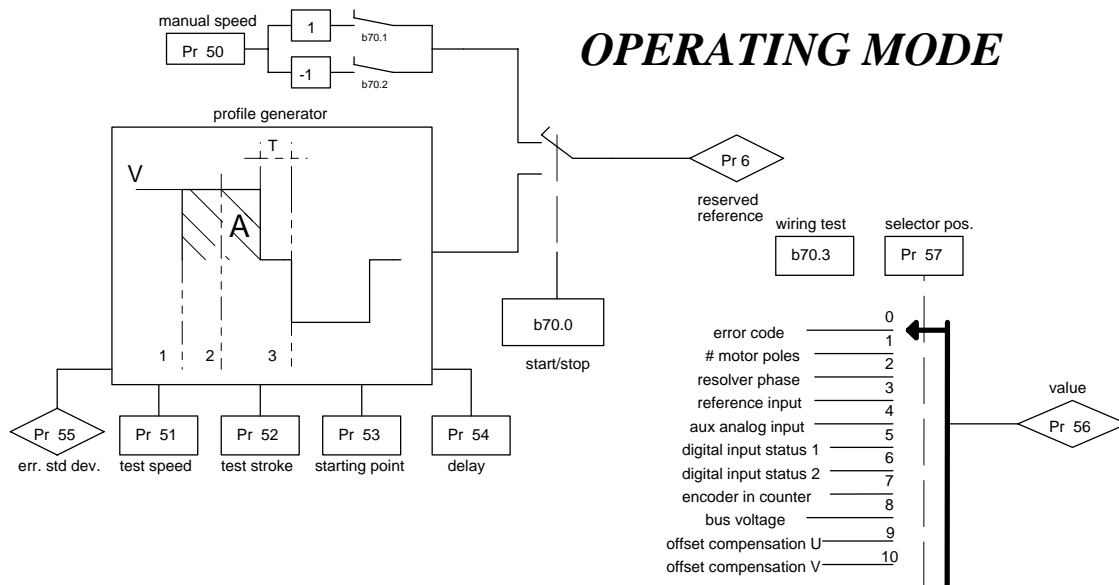 OPERATING MODE
manual speed
Pr 50
1
b70.1
-1
b70.2
profile generator
T
V
A
1 2 3
Pr 6
reserved
reference
b70.0
start/stop
Pr 55
err. std dev.
Pr 51
test speed
Pr 52
test stroke
Pr 53
starting point
Pr 54
delay
wiring test
b70.3
selector pos.
Pr 57
error code 0
# motor poles 1
resolver phase 2
reference input 3
aux analog input 4
digital input status 1 5
digital input status 2 6
encoder in counter 7
bus voltage 8
offset compensation U 9
offset compensation V 10
value
Pr 56